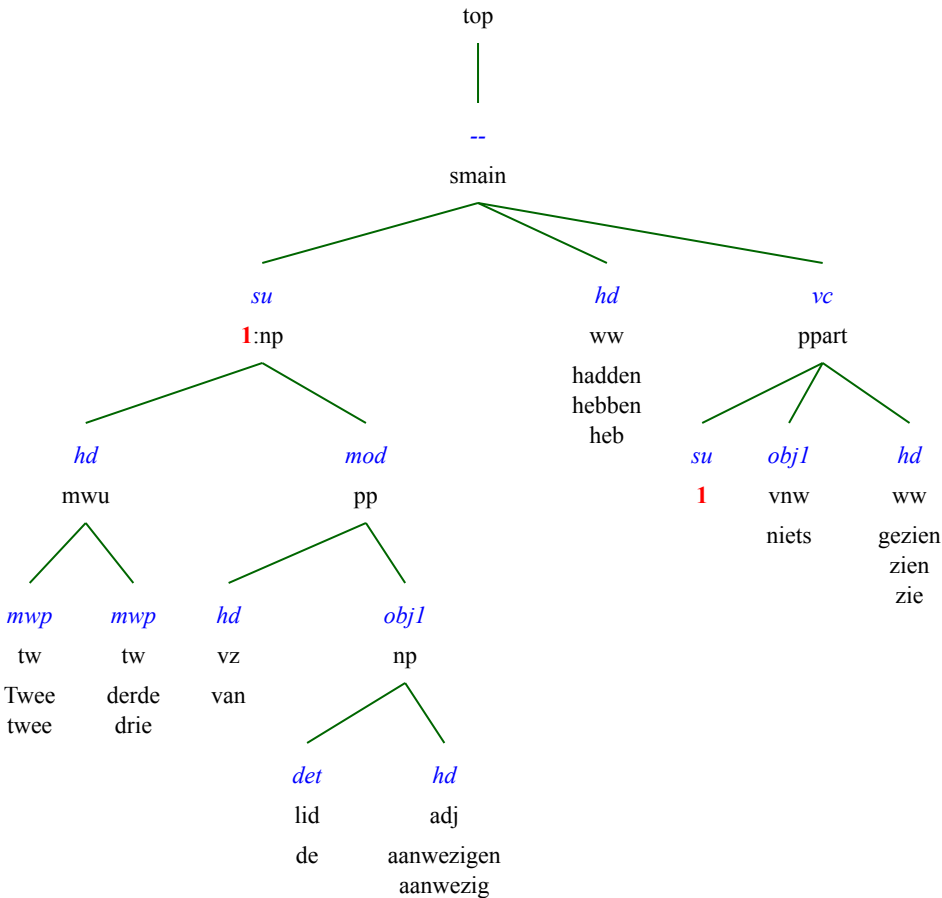 top
--
smain
su hd vc
1:np ww ppart
hadden
hebben
heb
hd mod su obj1 hd
mwu pp 1 vnw ww
niets gezien
zien
zie
mwp mwp hd obj1
tw tw vz np
Twee derde van
twee drie
det hd
lid adj
de aanwezigen
aanwezig